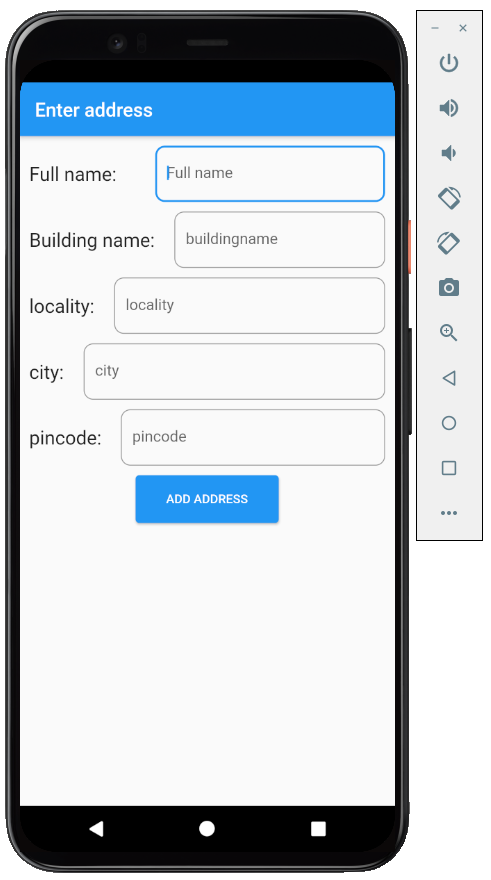 Enter address
Full name: Full name
Building name: buildingname
locality: locality
city: city
pincode: pincode
ADD ADDRESS